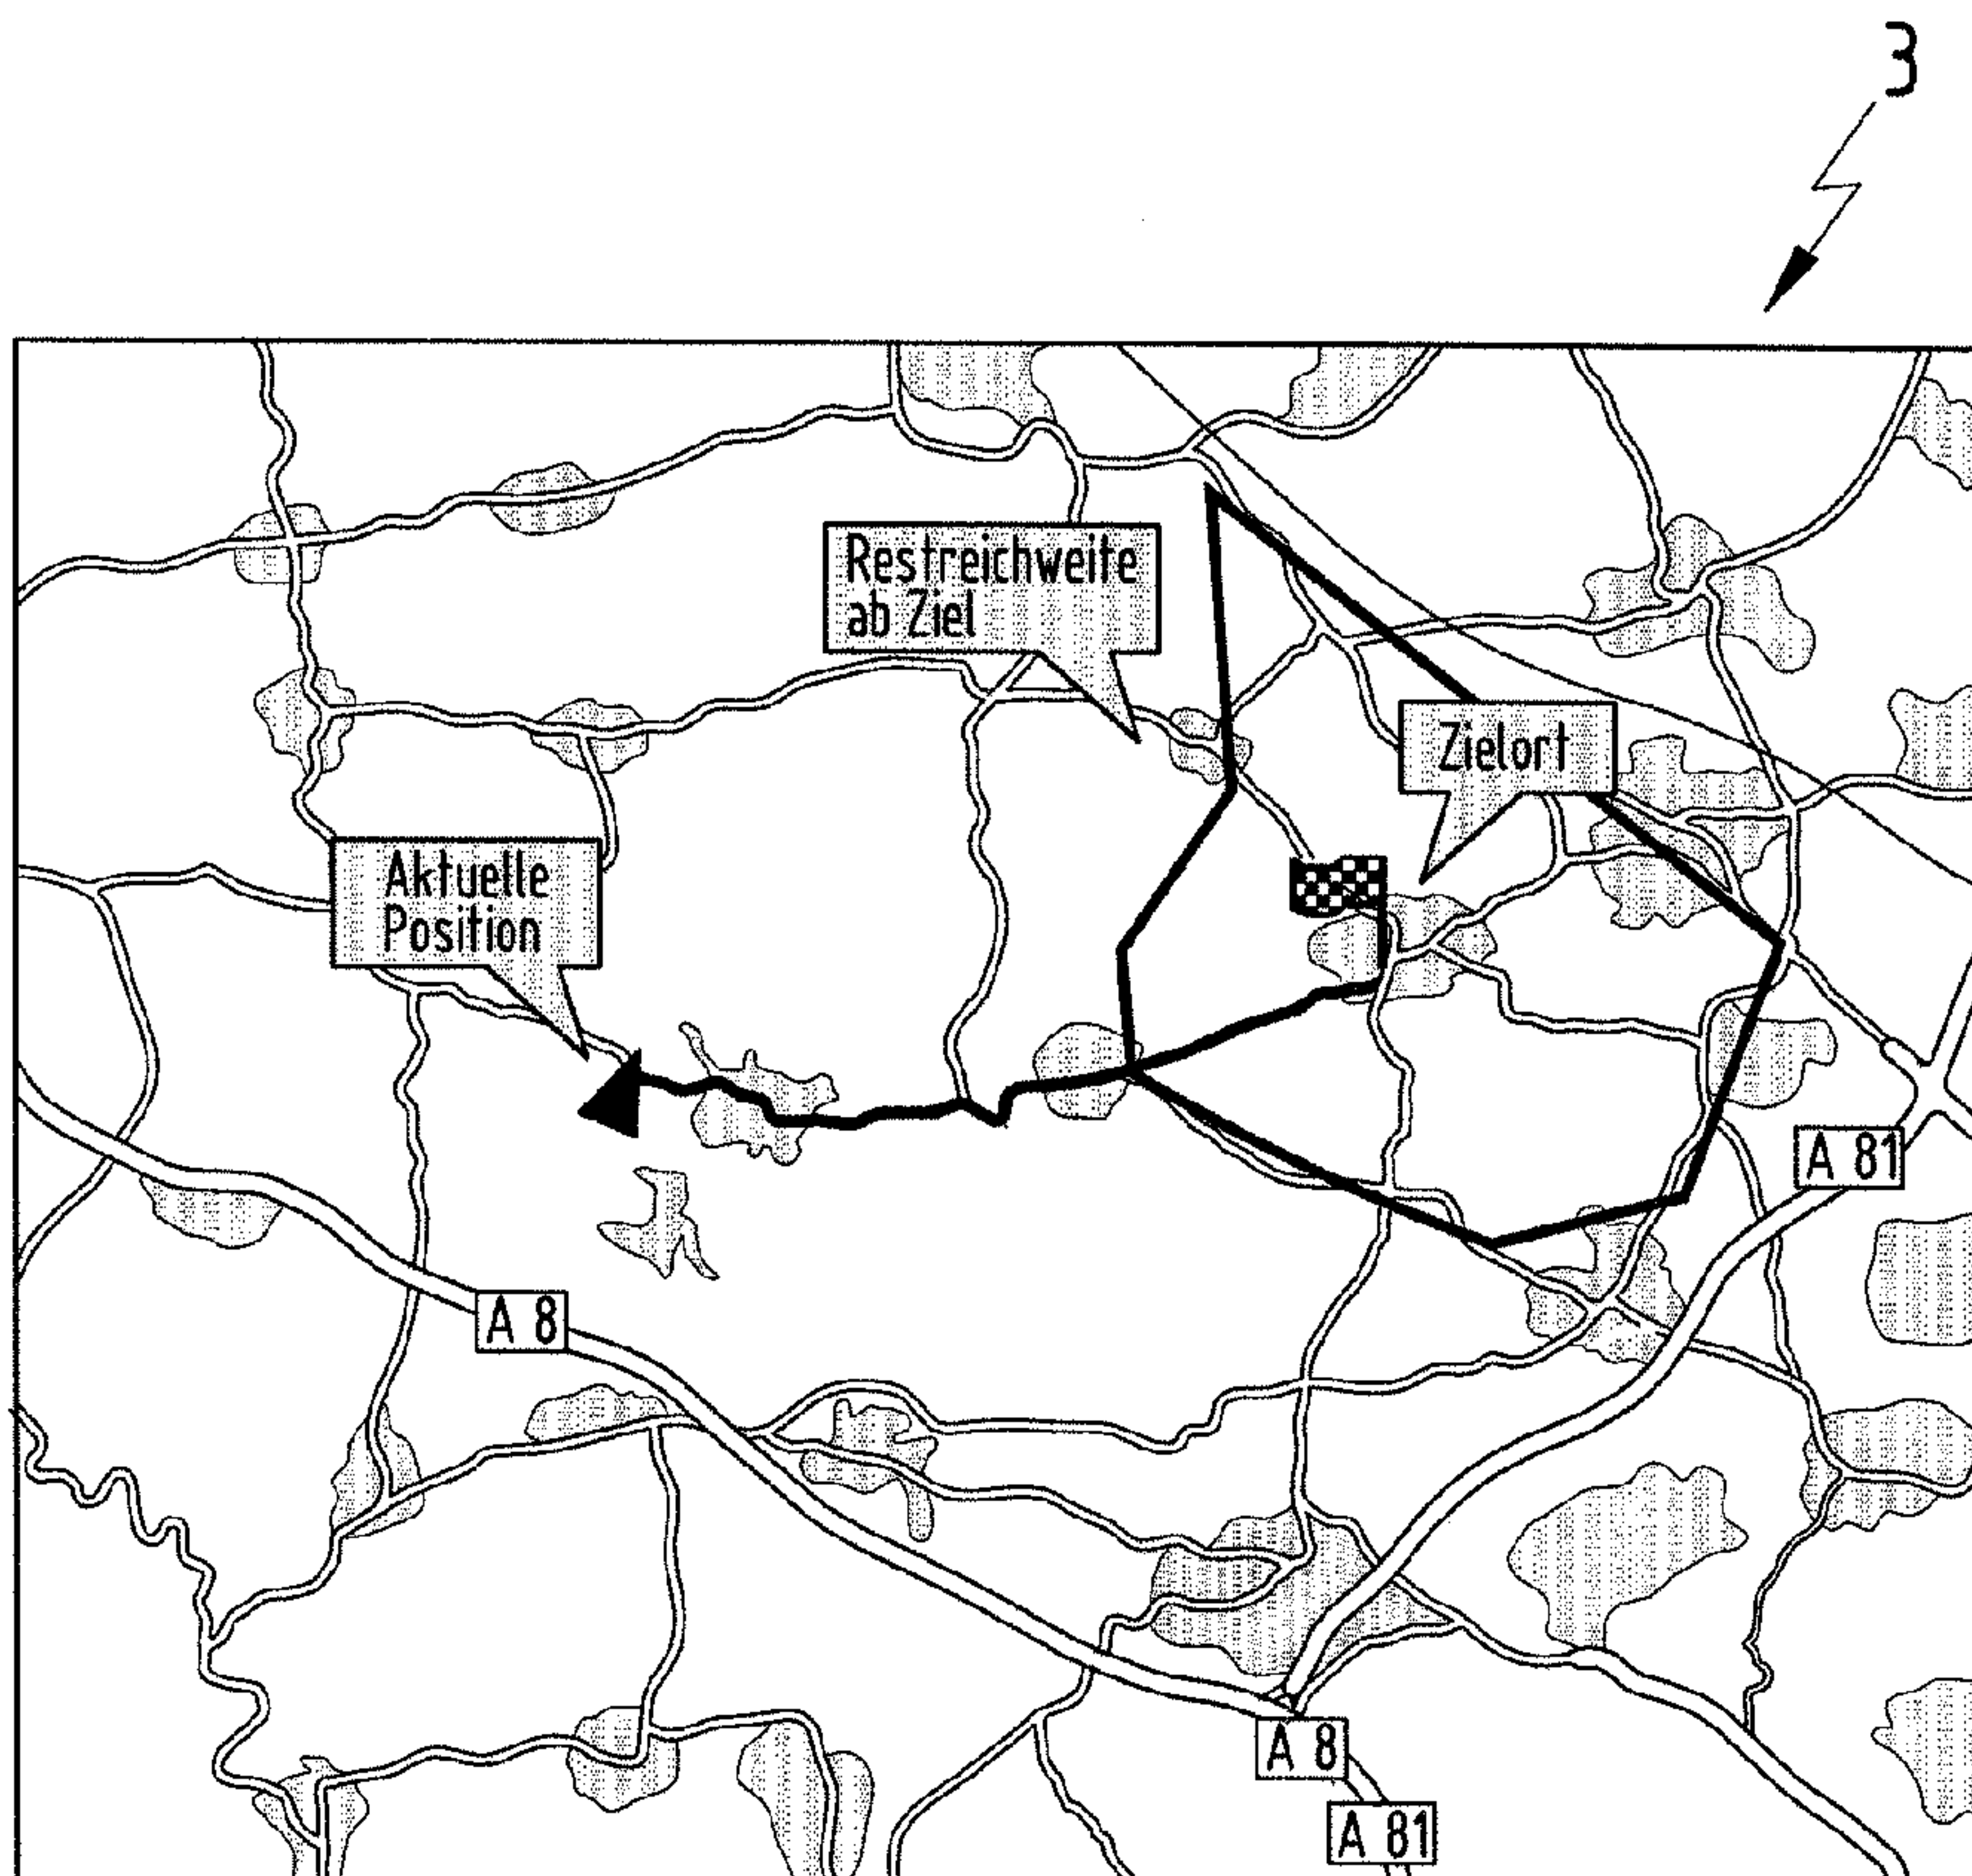 3
Restreichweite
ab Ziel
Zielort
Aktuelle
Position
A 81
A 8
A 8
A 81